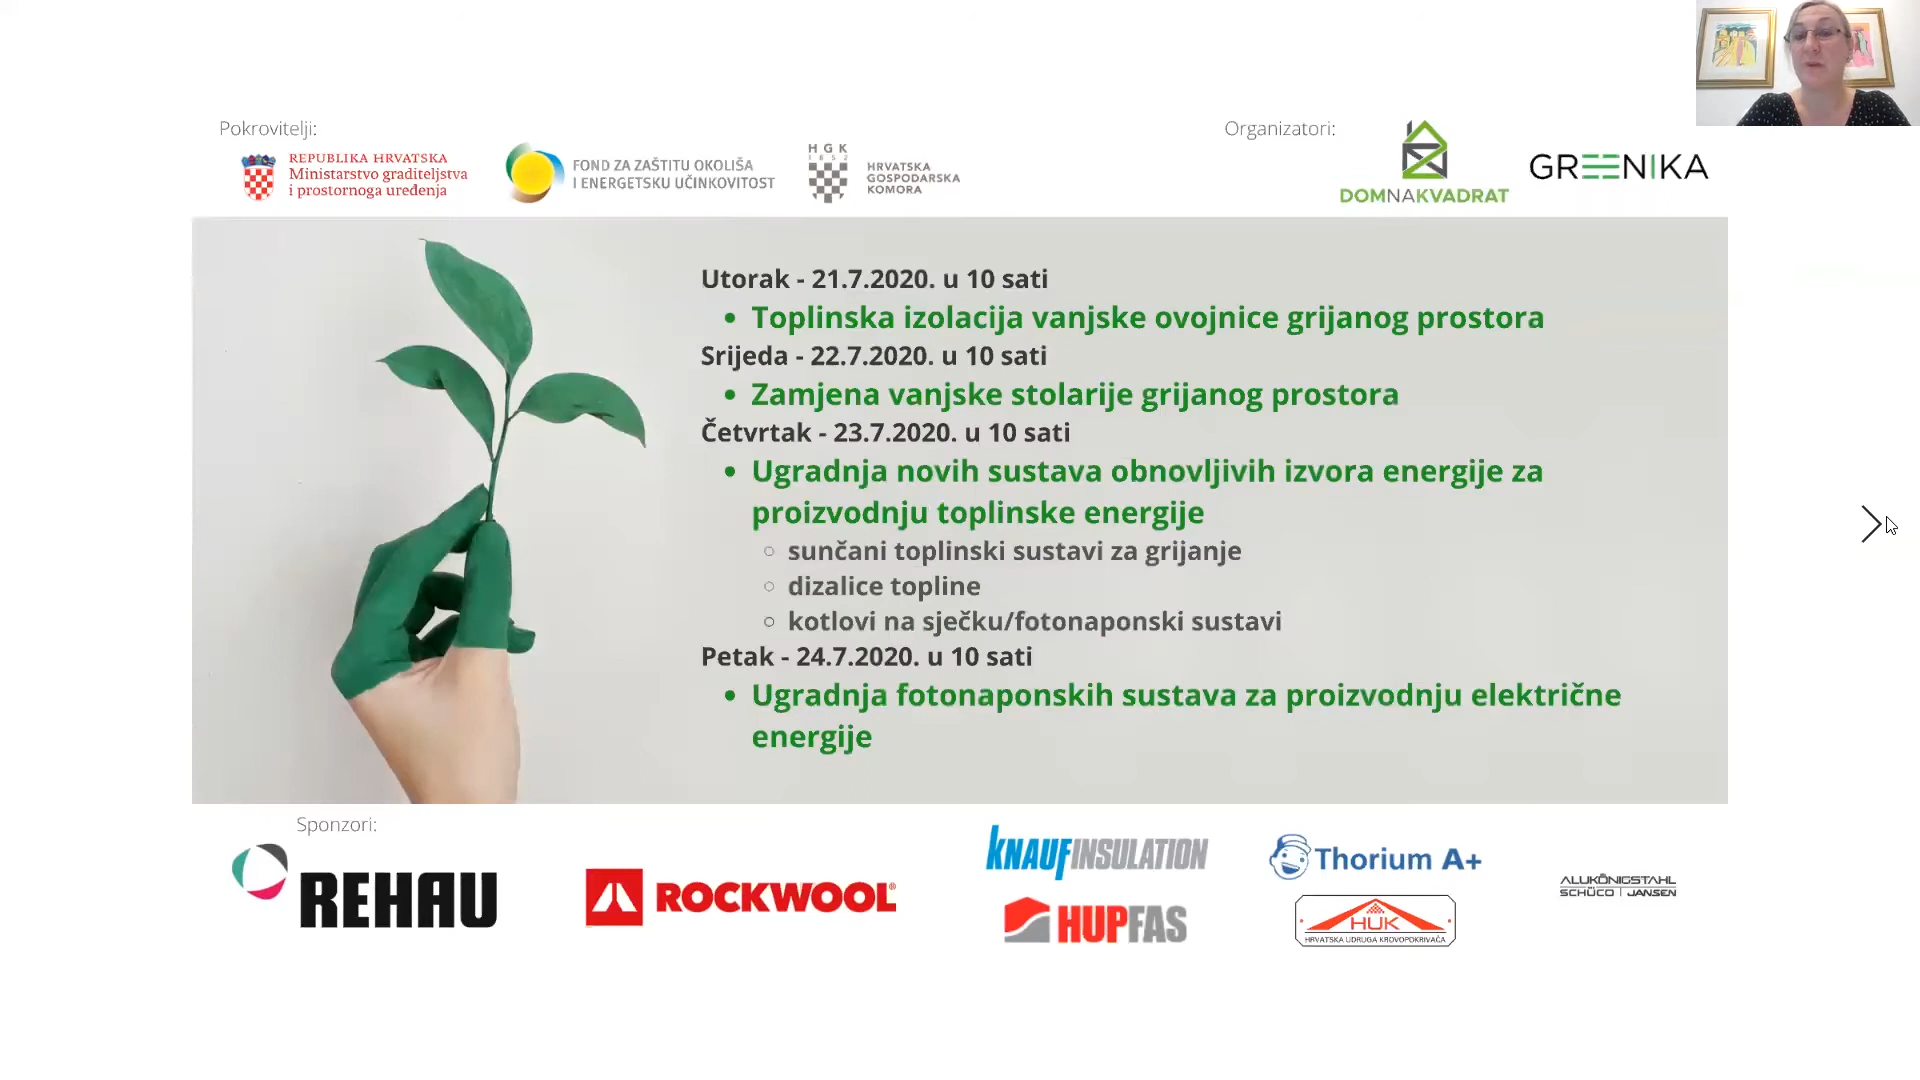 Pokrovitelji:
REPUBLIKA HRVATSKA
Ministarstvo graditeljstva
i prostornoga uređenja
FOND ZA ZAŠTITU OKOLIŠA
I ENERGETSKU UČINKOVITOST
HGK
1852
HRVATSKA
GOSPODARSKA
KOMORA
Organizatori:
DOMNAKVADRAT
GREENIKA
Utorak - 21.7.2020. u 10 sati
• Toplinska izolacija vanjske ovojnice grijanog prostora
Srijeda - 22.7.2020. u 10 sati
• Zamjena vanjske stolarije grijanog prostora
Četvrtak - 23.7.2020. u 10 sati
• Ugradnja novih sustava obnovljivih izvora energije za
proizvodnju toplinske energije
○ sunčani toplinski sustavi za grijanje
○ dizalice topline
○ kotlovi na sječku/fotonaponski sustavi
Petak - 24.7.2020. u 10 sati
• Ugradnja fotonaponskih sustava za proizvodnju električne
energije
Sponzori:
REHAU
ROCKWOOL®
KNAUFINSULATION
HUPFAS
Thorium A+
HUK
HRVATSKA UDRUGA KROVOPOKRIVAČA
ALUKÖNIGSTAHL
SCHÜCO | JANSEN